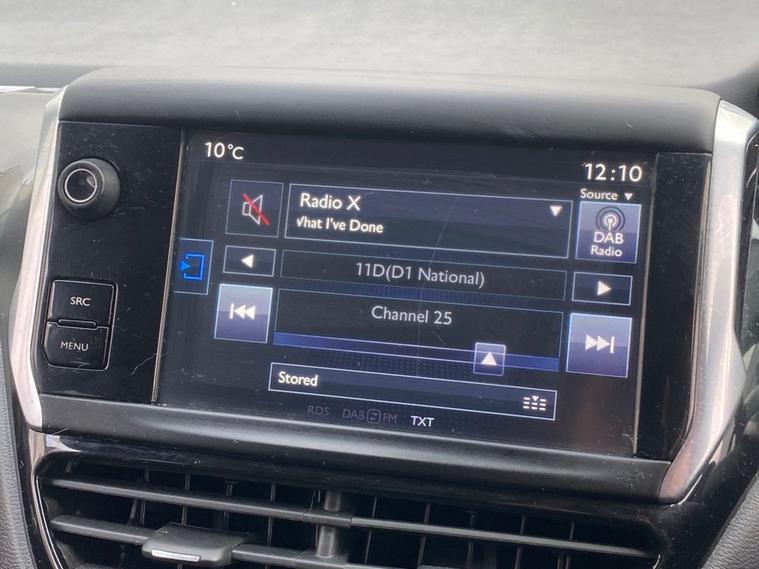 10°C
12:10
Source
Radio X
What I've Done
DAB
Radio
11D(D1 National)
Channel 25
Stored
RDS DAB FM TXT
SRC
MENU